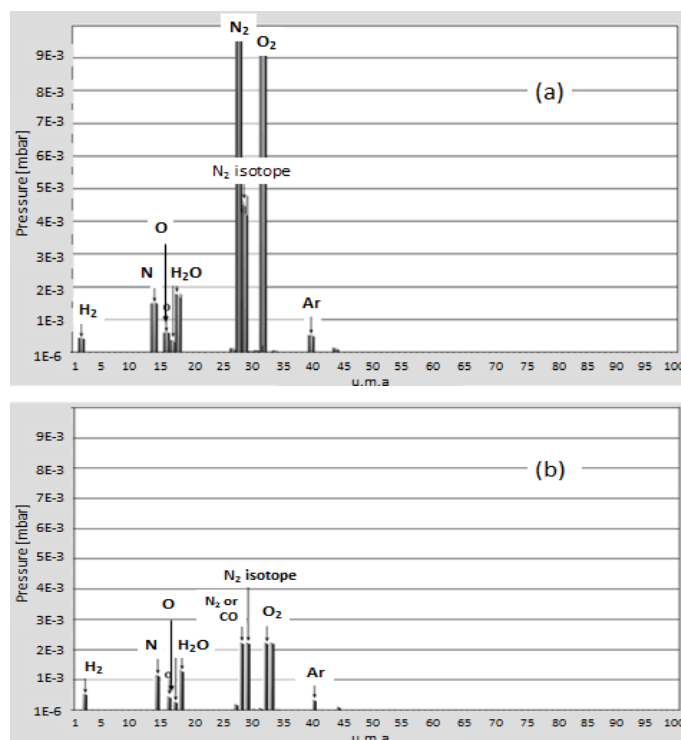 N₂
O₂
9E-3
(a)
8E-3
7E-3
6E-3
N₂ isotope
5E-3
4E-3
O
3E-3
N
H₂O
2E-3
H₂
O
Ar
1E-3
1E-6
1 5 10 15 20 25 30 35 40 45 50 55 60 65 70 75 80 85 90 95 100
u.m.a
Pressure [mbar]
9E-3
8E-3
(b)
7E-3
6E-3
5E-3
N₂ isotope
4E-3
N₂ or
CO
O
O₂
3E-3
N
H₂O
2E-3
H₂
O
Ar
1E-3
1E-6
1 5 10 15 20 25 30 35 40 45 50 55 60 65 70 75 80 85 90 95 100
u.m.a
Pressure [mbar]